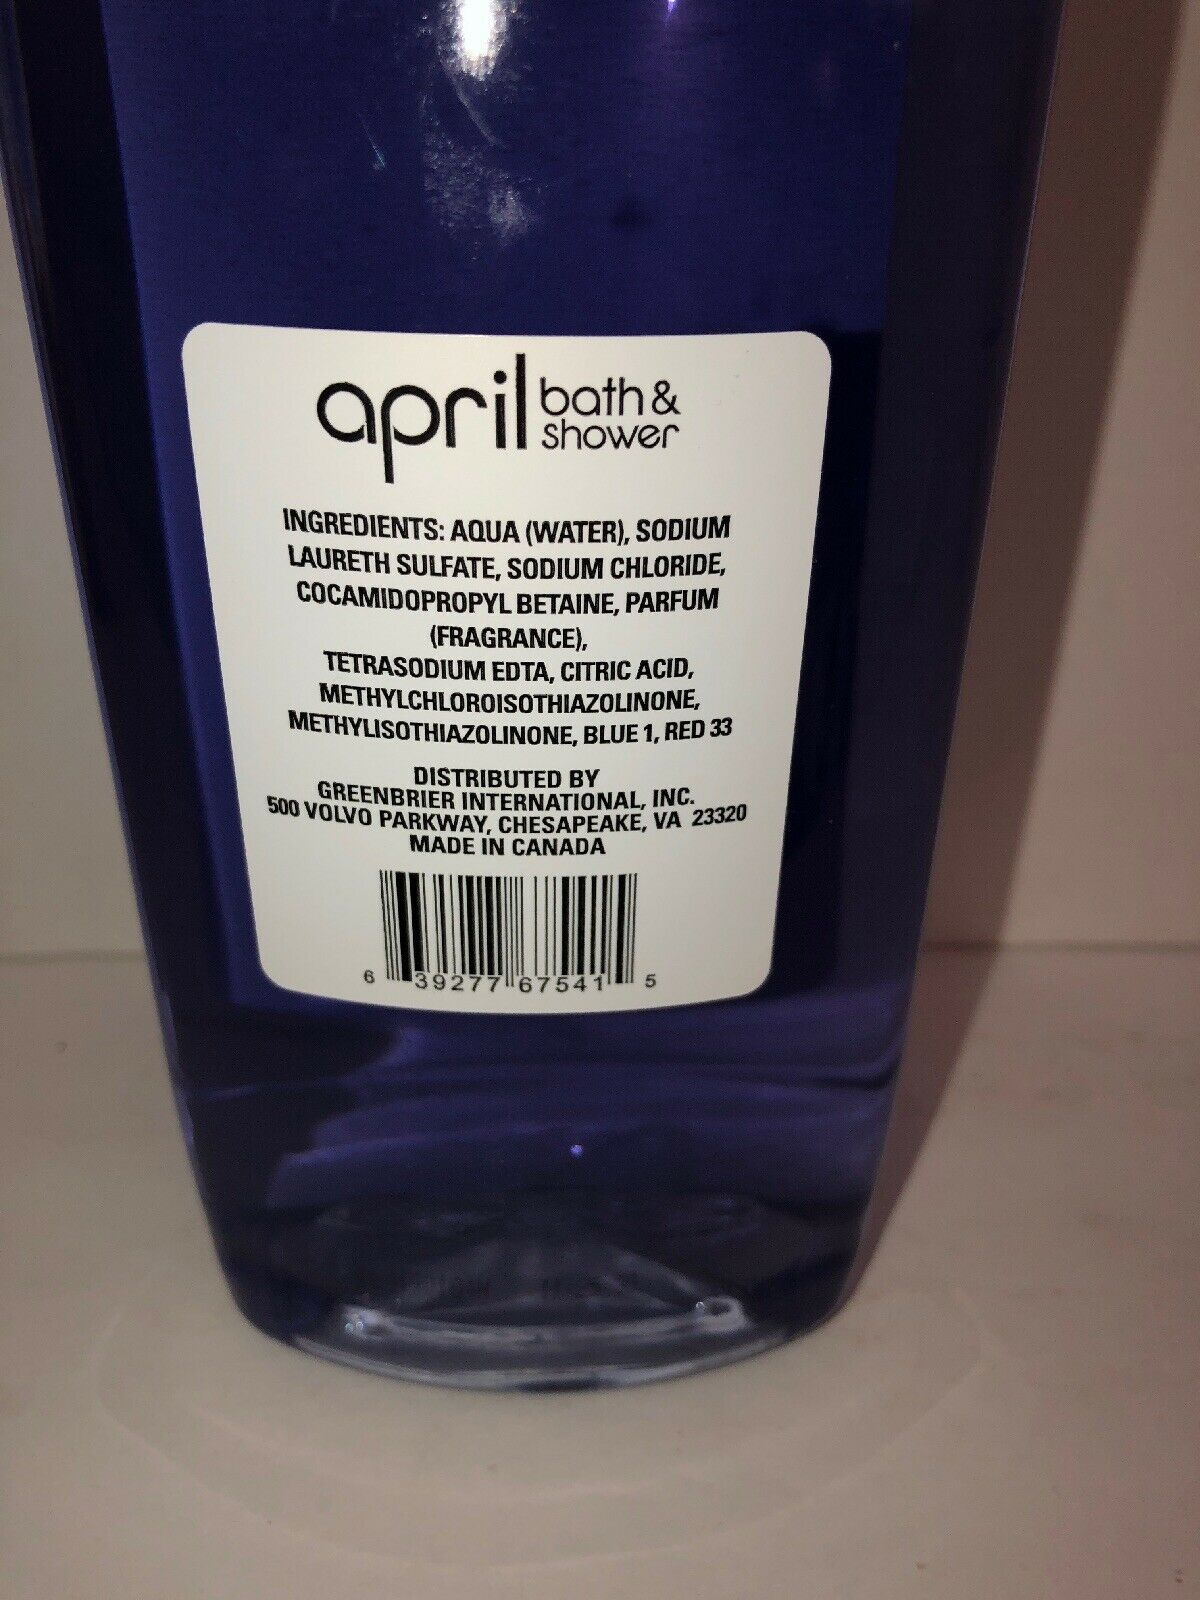 april bath &
shower
INGREDIENTS: AQUA (WATER), SODIUM
LAURETH SULFATE, SODIUM CHLORIDE,
COCAMIDOPROPYL BETAINE, PARFUM
(FRAGRANCE),
TETRASODIUM EDTA, CITRIC ACID,
METHYLCHLOROISOTHIAZOLINONE,
METHYLISOTHIAZOLINONE, BLUE 1, RED 33
DISTRIBUTED BY
GREENBRIER INTERNATIONAL, INC.
500 VOLVO PARKWAY, CHESAPEAKE, VA 23320
MADE IN CANADA
6 39277 67541 5